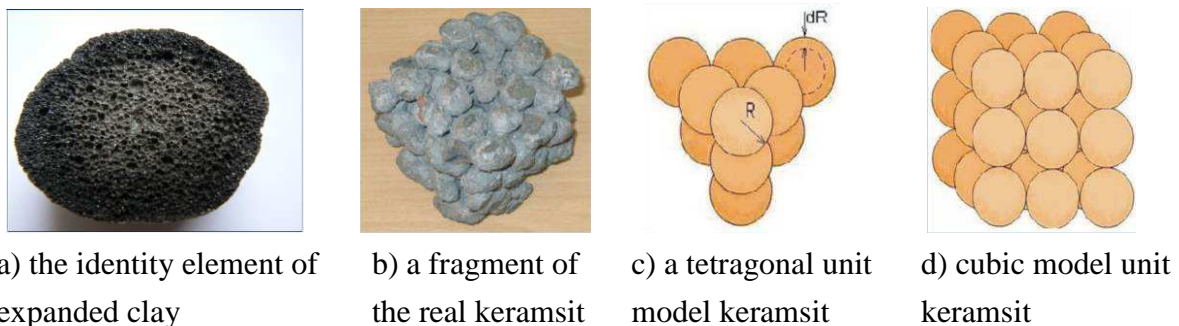 dR
R
a) the identity element of
expanded clay
b) a fragment of
the real keramsit
c) a tetragonal unit
model keramsit
d) cubic model unit
keramsit